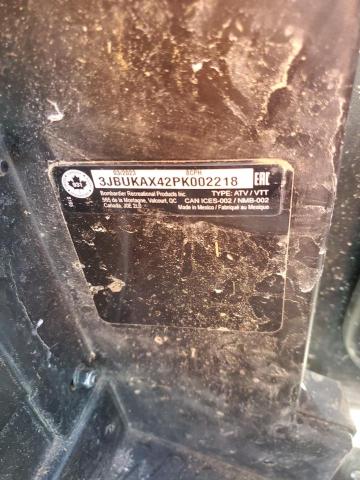 03/2023 8CPH
3JBUKAX42PK002218
Bombardier Recreational Products Inc.
565 de la Montagne, Valcourt, QC
Canada, J0E 2L0
TYPE: ATV / VTT
CAN ICES-002 / NMB-002
Made in Mexico / Fabriqué au Mexique
EAC